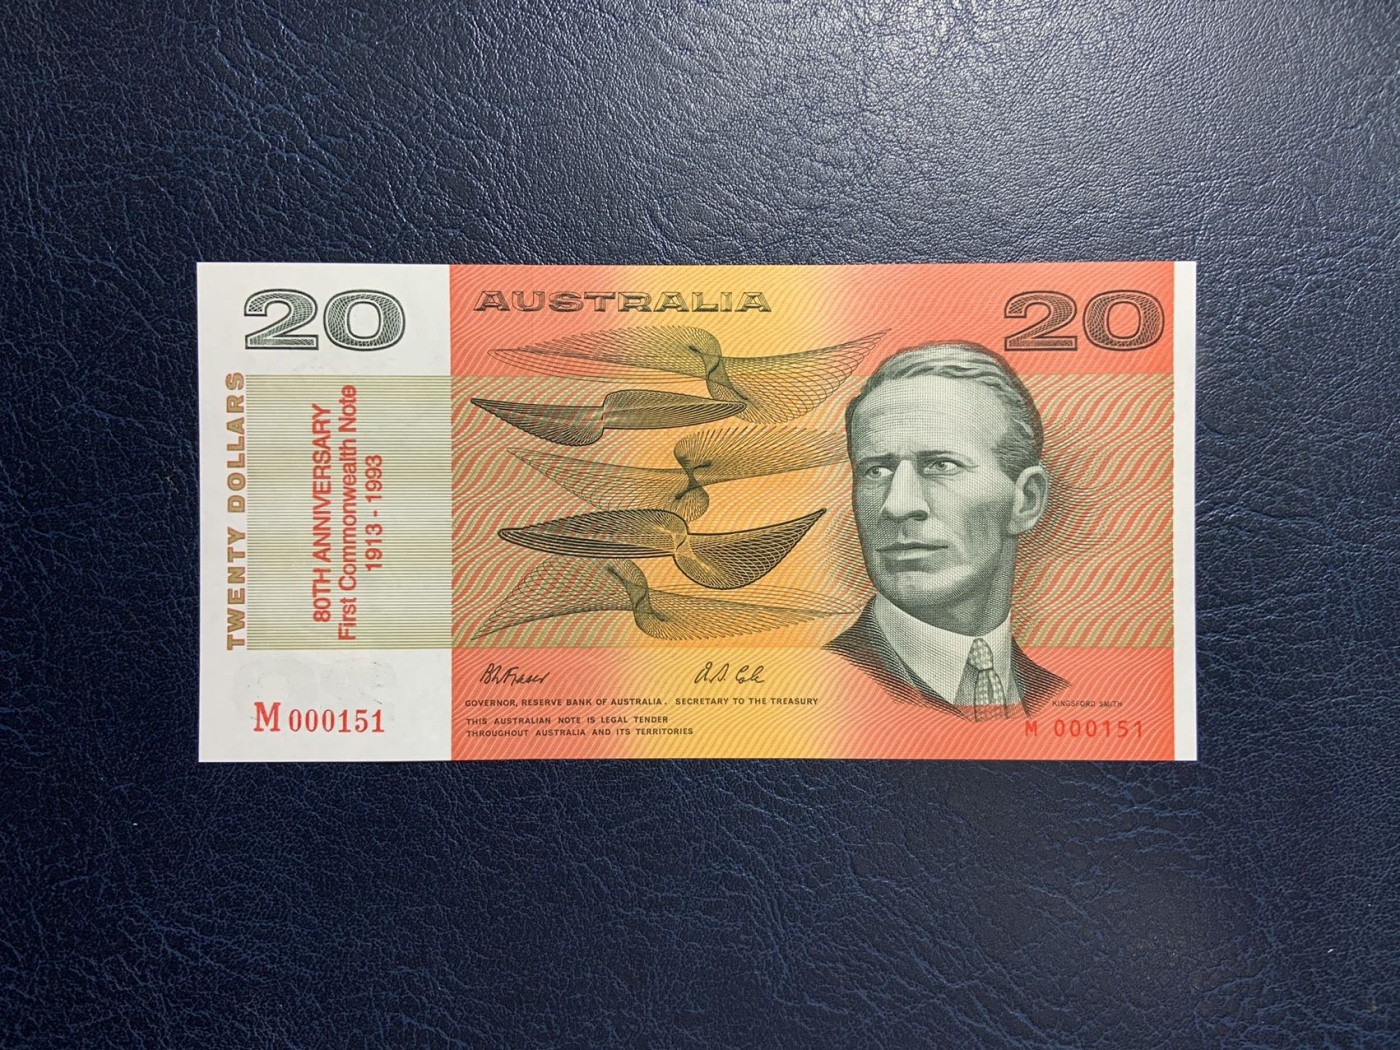 20
AUSTRALIA
20
TWENTY DOLLARS
80TH ANNIVERSARY
First Commonwealth Note
1913 - 1993
GOVERNOR, RESERVE BANK OF AUSTRALIA. SECRETARY TO THE TREASURY
THIS AUSTRALIAN NOTE IS LEGAL TENDER
THROUGHOUT AUSTRALIA AND ITS TERRITORIES
KINGSFORD SMITH
M 000151
M 000151